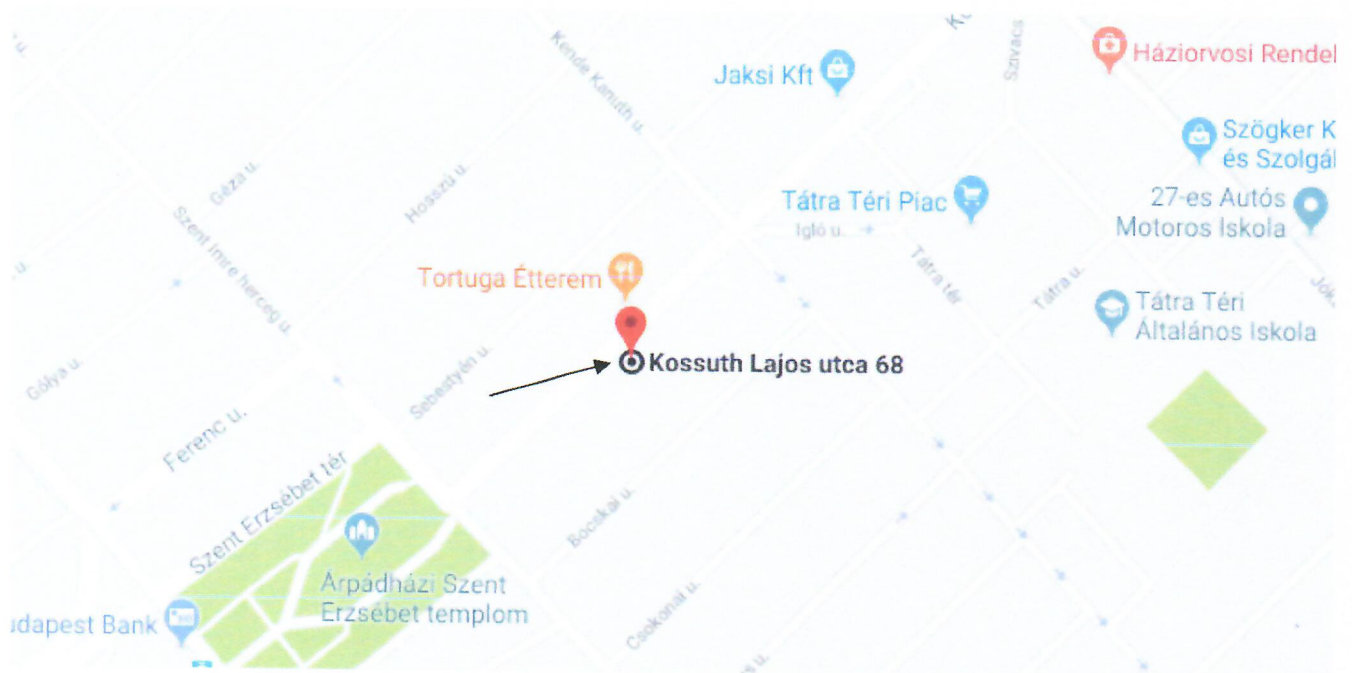 Kende Kanuth u.
Jaksi Kft
Szivacs
Háziorvosi Rendel
Szögker K
és Szolgál
Géza u.
Hosszú u.
Tátra Téri Piac
27-es Autós
Motoros Iskola
Szent Imre herceg u.
Igló u.
Tortuga Étterem
Tátra tér
Tátra u.
Jók
Tátra Téri
Általános Iskola
Kossuth Lajos utca 68
Gólya u.
Sebestyén u.
Ferenc u.
Szent Erzsébet tér
Bocskai u.
Árpádházi Szent
Erzsébet templom
udapest Bank
Csokonai u.